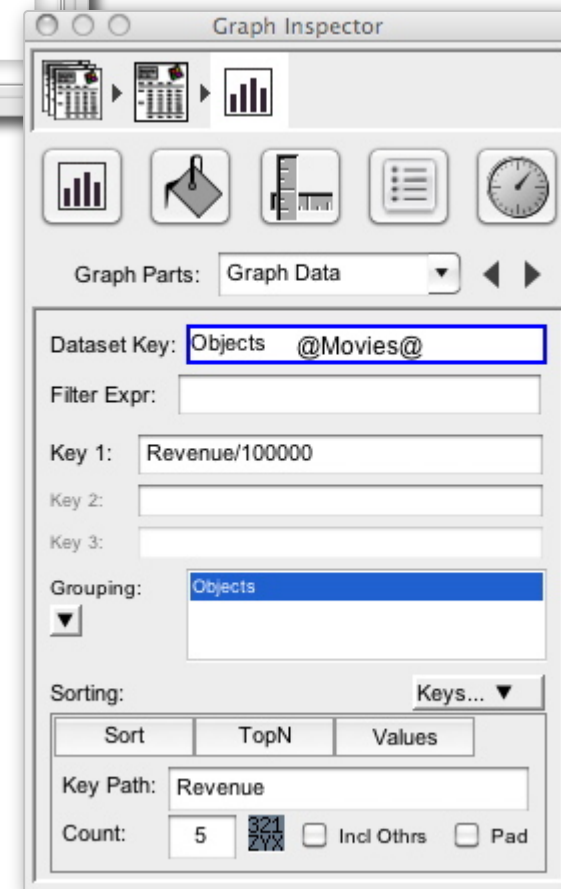 Graph Inspector
Graph Parts: Graph Data
Dataset Key: Objects @Movies@
Filter Expr:
Key 1: Revenue/100000
Key 2:
Key 3:
Grouping: Objects
Sorting: Keys...
Sort TopN Values
Key Path: Revenue
Count: 5 321 Incl Othrs Pad
ZYX